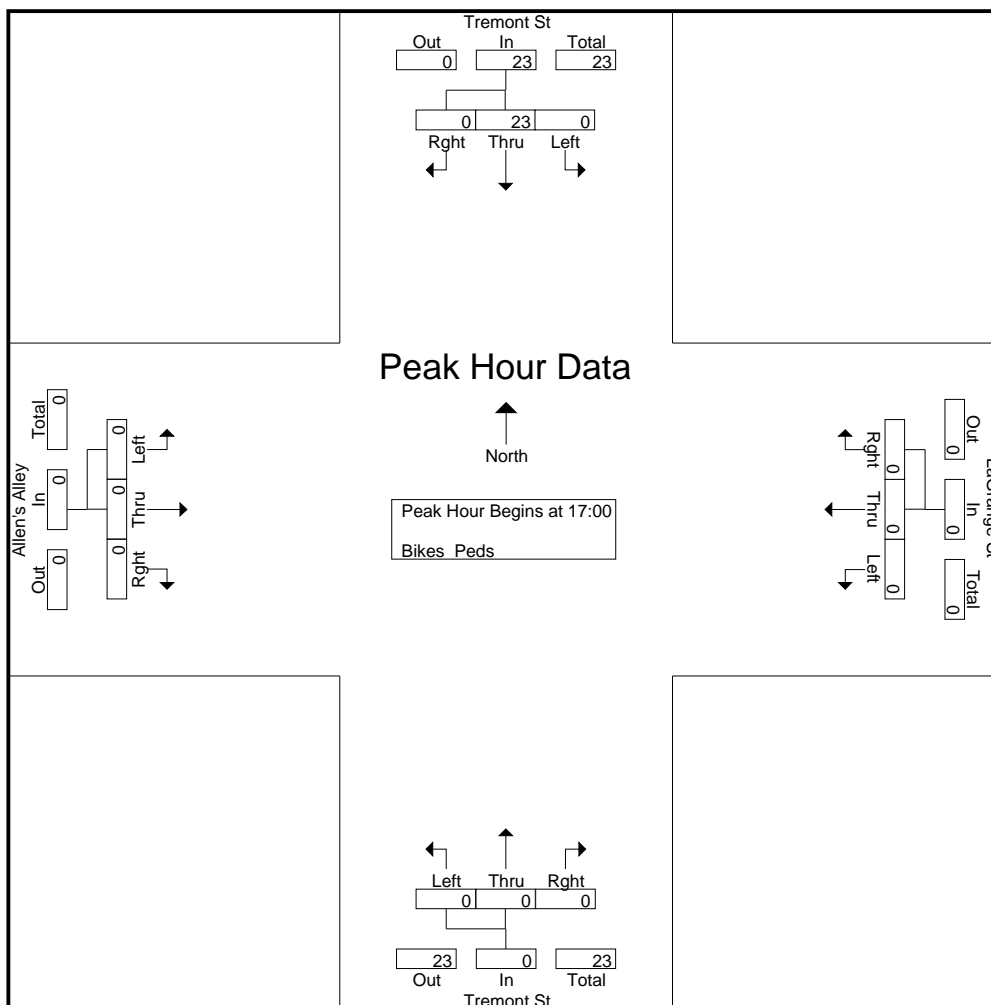 Tremont St
Out In Total
0 23 23
0 23 0
Rght Thru Left
Peak Hour Data
North
Peak Hour Begins at 17:00
Bikes Peds
Allen's Alley
Out In Total
0 0 0
Left Thru Rght
0 0 0
LaGrange St
Out In Total
0 0 0
Rght Thru Left
0 0 0
Left Thru Rght
0 0 0
23 0 23
Out In Total
Tremont St